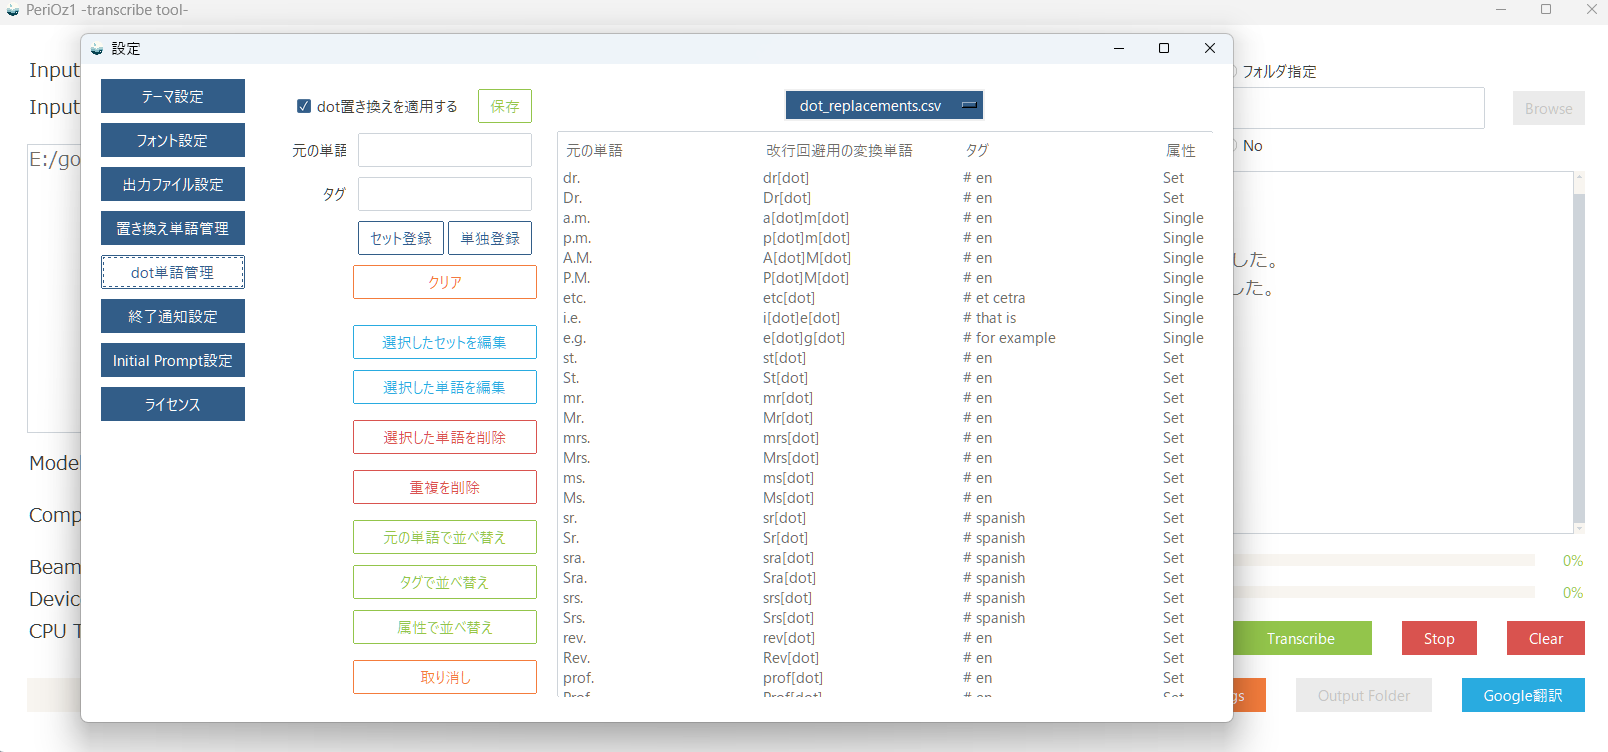 PeriOz1 -transcribe tool-
設定
Input
Input
E:/go
Model
Comp
Beam
Devic
CPU T
テーマ設定
フォント設定
出力ファイル設定
置き換え単語管理
dot単語管理
終了通知設定
Initial Prompt設定
ライセンス
dot置き換えを適用する
保存
元の単語
タグ
セット登録
単独登録
クリア
選択したセットを編集
選択した単語を編集
選択した単語を削除
重複を削除
元の単語で並べ替え
タグで並べ替え
属性で並べ替え
取り消し
dot_replacements.csv
元の単語 改行回避用の変換単語 タグ 属性
dr. dr[dot] # en Set
Dr. Dr[dot] # en Set
a.m. a[dot]m[dot] # en Single
p.m. p[dot]m[dot] # en Single
A.M. A[dot]M[dot] # en Single
P.M. P[dot]M[dot] # en Single
etc. etc[dot] # et cetra Single
i.e. i[dot]e[dot] # that is Single
e.g. e[dot]g[dot] # for example Single
st. st[dot] # en Set
St. St[dot] # en Set
mr. mr[dot] # en Set
Mr. Mr[dot] # en Set
mrs. mrs[dot] # en Set
Mrs. Mrs[dot] # en Set
ms. ms[dot] # en Set
Ms. Ms[dot] # en Set
sr. sr[dot] # spanish Set
Sr. Sr[dot] # spanish Set
sra. sra[dot] # spanish Set
Sra. Sra[dot] # spanish Set
srs. srs[dot] # spanish Set
Srs. Srs[dot] # spanish Set
rev. rev[dot] # en Set
Rev. Rev[dot] # en Set
prof. prof[dot] # en Set
Prof. Prof[dot] # en Set
フォルダ指定
Browse
No
した。
した。
0%
0%
Transcribe
Stop
Clear
gs
Output Folder
Google翻訳